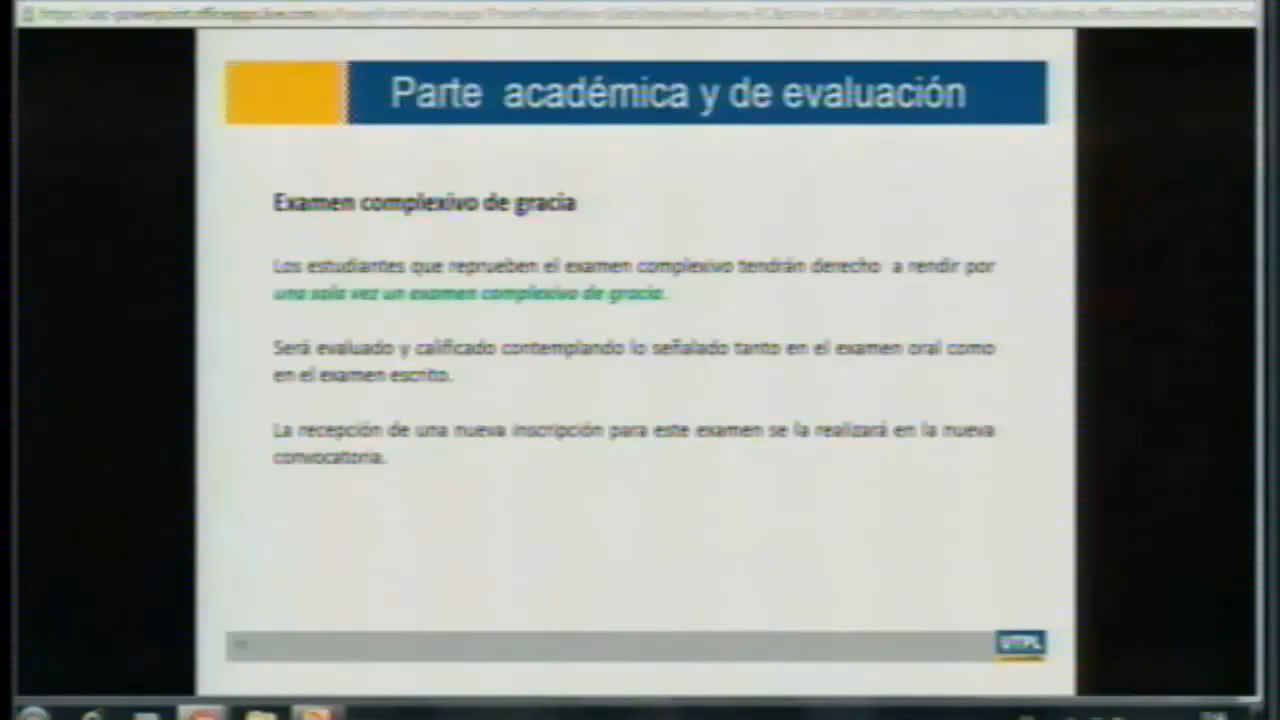 Parte académica y de evaluación
Examen complexivo de gracia
Los estudiantes que reprueben el examen complexivo tendrán derecho a rendir por
una sola vez un examen complexivo de gracia.
Será evaluado y calificado contemplando lo señalado tanto en el examen oral como
en el examen escrito.
La recepción de una nueva inscripción para este examen se la realizará en la nueva
convocatoria.
UTPL